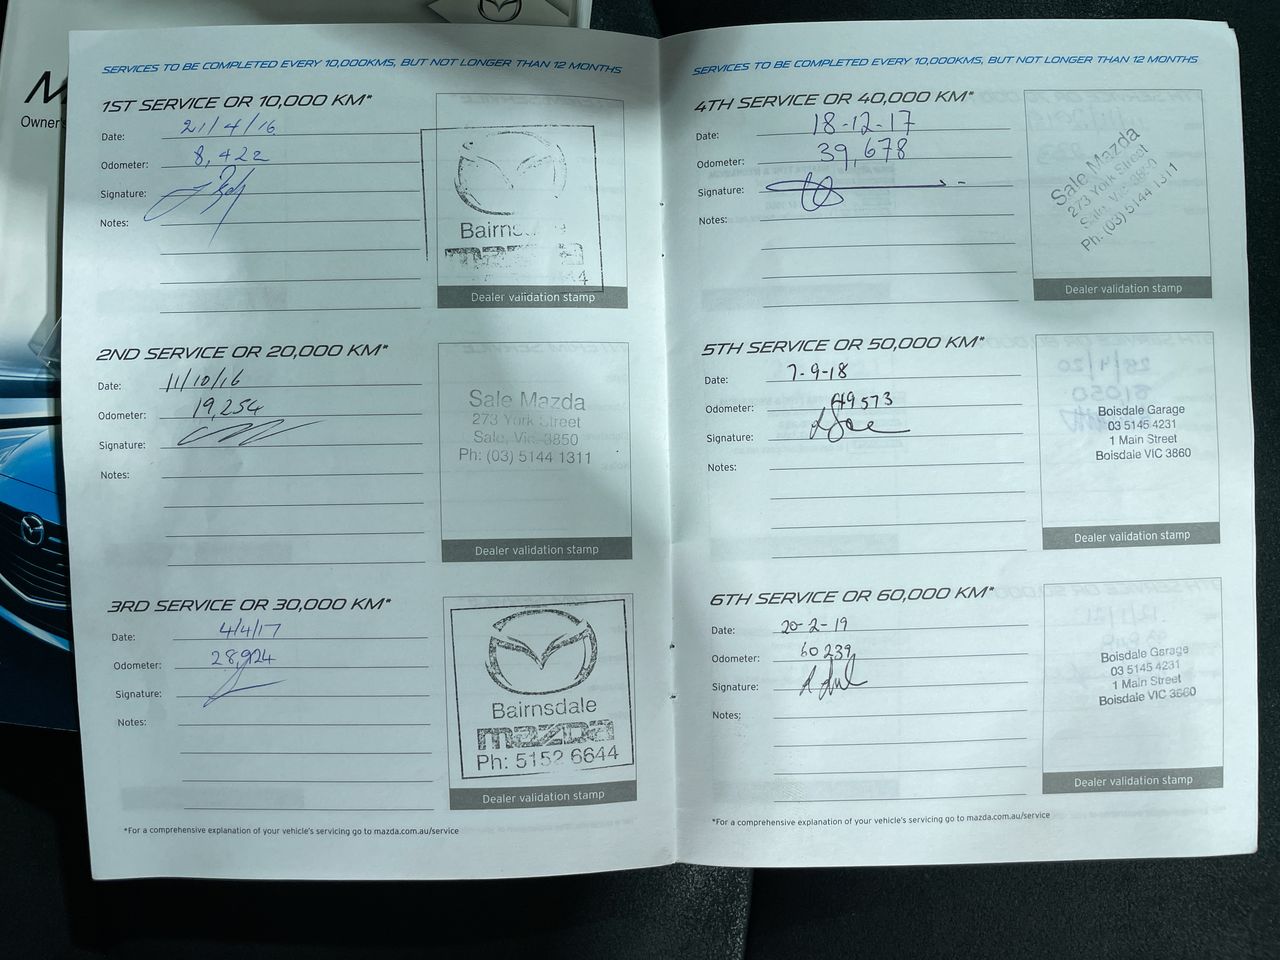 Owner's
SERVICES TO BE COMPLETED EVERY 10,000KMS, BUT NOT LONGER THAN 12 MONTHS
1ST SERVICE OR 10,000 KM*
Date: 21/4/16
Odometer: 8,422
Signature:
Notes:
mazda
Dealer validation stamp
2ND SERVICE OR 20,000 KM*
Date: 11/10/16
Odometer: 19,254
Signature:
Notes:
Sale Mazda
273 York Street
Sale, Vic 3850
Ph: (03) 5144 1311
Dealer validation stamp
3RD SERVICE OR 30,000 KM*
Date: 4/4/17
Odometer: 28,924
Signature:
Notes:
Bairnsdale
mazda
Ph: 5152 6644
Dealer validation stamp
*For a comprehensive explanation of your vehicle's servicing go to mazda.com.au/service
SERVICES TO BE COMPLETED EVERY 10,000KMS, BUT NOT LONGER THAN 12 MONTHS
4TH SERVICE OR 40,000 KM*
Date: 18-12-17
Odometer: 39,678
Signature:
Notes:
Sale Mazda
273 York Street
Sale, Vic 3850
Ph: (03) 5144 1311
Dealer validation stamp
5TH SERVICE OR 50,000 KM*
Date: 7-9-18
Odometer: 49573
Signature:
Notes:
Boisdale Garage
03 5145 4231
1 Main Street
Boisdale VIC 3860
Dealer validation stamp
6TH SERVICE OR 60,000 KM*
Date: 20-2-19
Odometer: 60239
Signature:
Notes:
Boisdale Garage
03 5145 4231
1 Main Street
Boisdale VIC 3860
Dealer validation stamp
*For a comprehensive explanation of your vehicle's servicing go to mazda.com.au/service